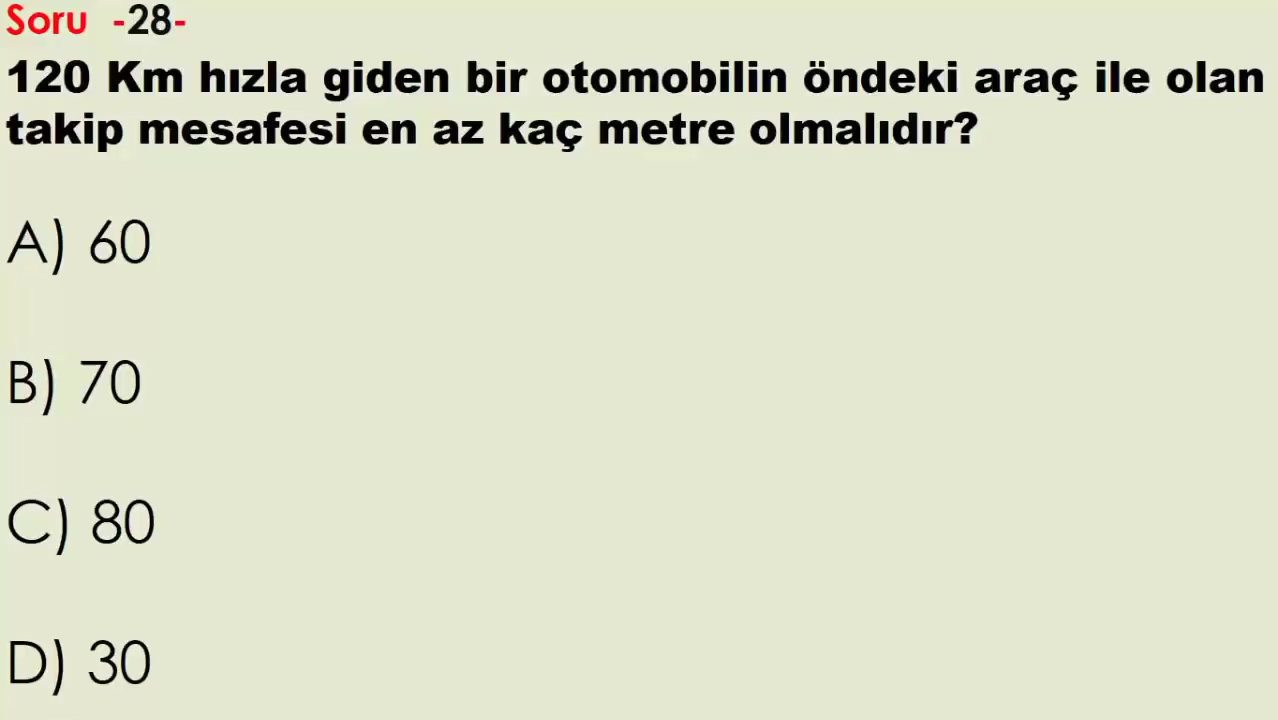 Soru -28-
120 Km hızla giden bir otomobilin öndeki araç ile olan
takip mesafesi en az kaç metre olmalıdır?
A) 60
B) 70
C) 80
D) 30